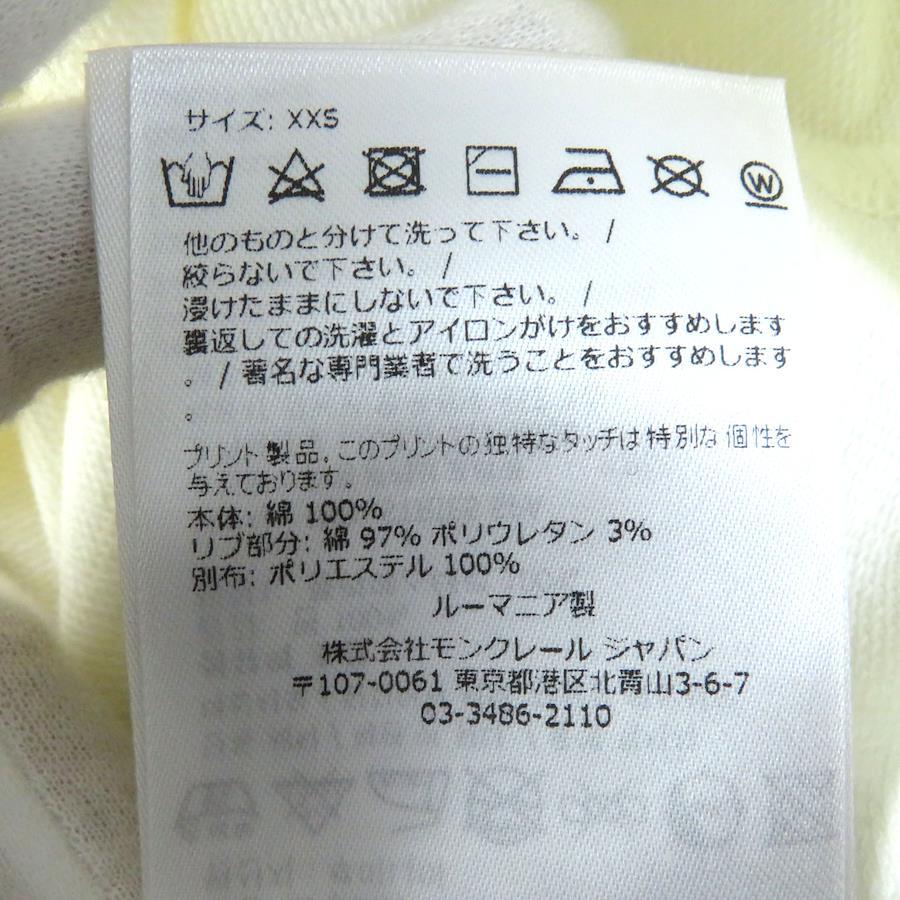 サイズ: XXS
W
他のものと分けて洗って下さい。 /
絞らないで下さい。 /
浸けたままにしないで下さい。 /
裏返しての洗濯とアイロンがけをおすすめします
。 / 著名な専門業者で洗うことをおすすめします
。
プリント製品。このプリントの独特なタッチは特別な個性を
与えております。
本体: 綿 100%
リブ部分: 綿 97% ポリウレタン 3%
別布: ポリエステル 100%
ルーマニア製
株式会社モンクレール ジャパン
〒107-0061 東京都港区北青山3-6-7
03-3486-2110